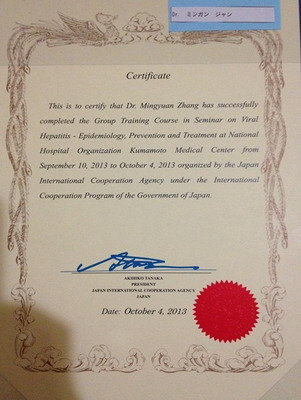 Dr. ミンガン ジャン
Certificate
This is to certify that Dr. Mingyuan Zhang has successfully
completed the Group Training Course in Seminar on Viral
Hepatitis - Epidemiology, Prevention and Treatment at National
Hospital Organization Kumamoto Medical Center from
September 10, 2013 to October 4, 2013 organized by the Japan
International Cooperation Agency under the International
Cooperation Program of the Government of Japan.
AKIHIKO TANAKA
PRESIDENT
JAPAN INTERNATIONAL COOPERATION AGENCY
JAPAN
Date: October 4, 2013